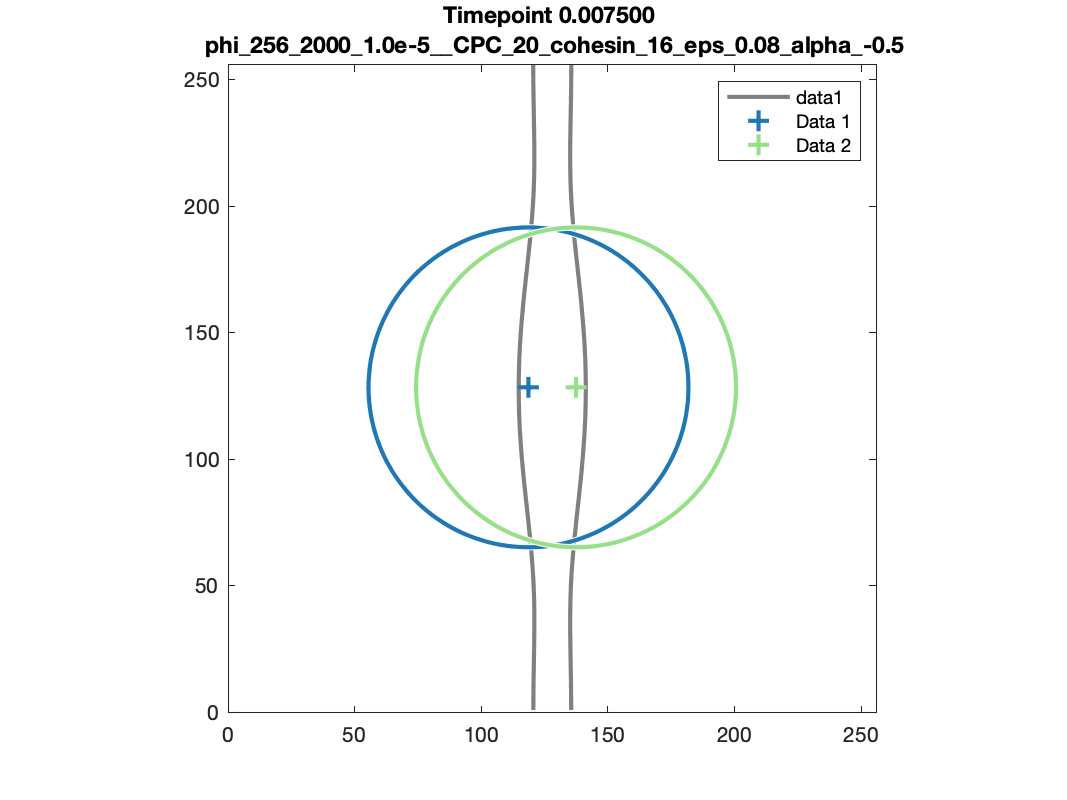 Timepoint 0.007500
phi_256_2000_1.0e-5__CPC_20_cohesin_16_eps_0.08_alpha_-0.5
250
200
150
100
50
0
0 50 100 150 200 250
data1
Data 1
Data 2